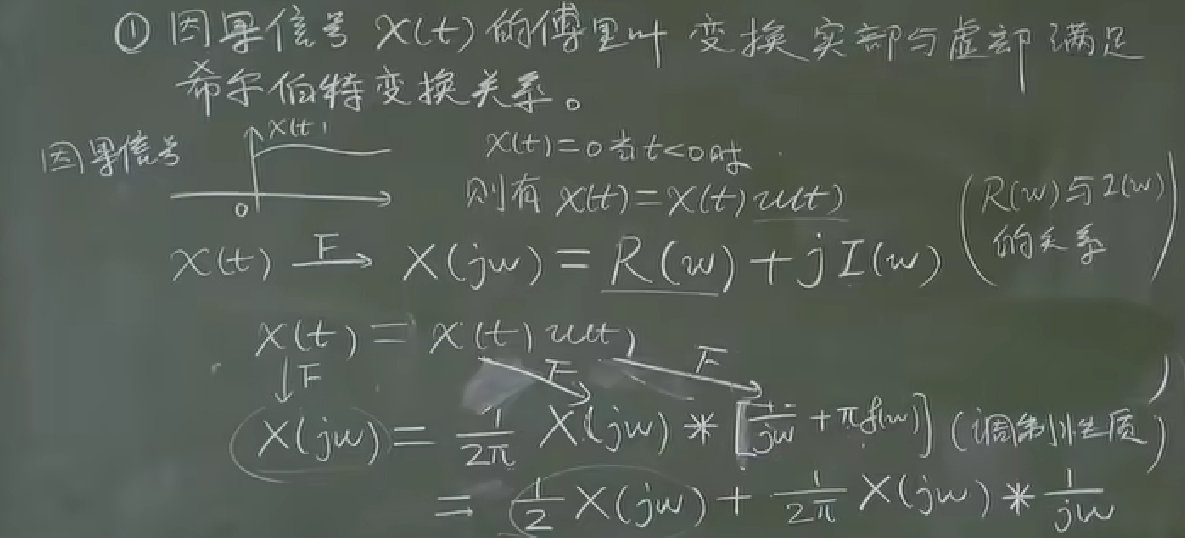 ① 因果信号 X(t) 的傅里叶变换实部与虚部满足
希尔伯特变换关系。
因果信号
X(t)
0
X(t)=0 当 t<0时
则有 X(t)=X(t)u(t)
X(t) F→ X(jw)=R(w)+jI(w)
(R(w)与I(w)
的关系)
X(t)=X(t)u(t)
↓F F F
X(jw)=1/2π X(jw)*[1/jw+πδ(w)] (调制性质)
=1/2 X(jw)+1/2π X(jw)*1/jw